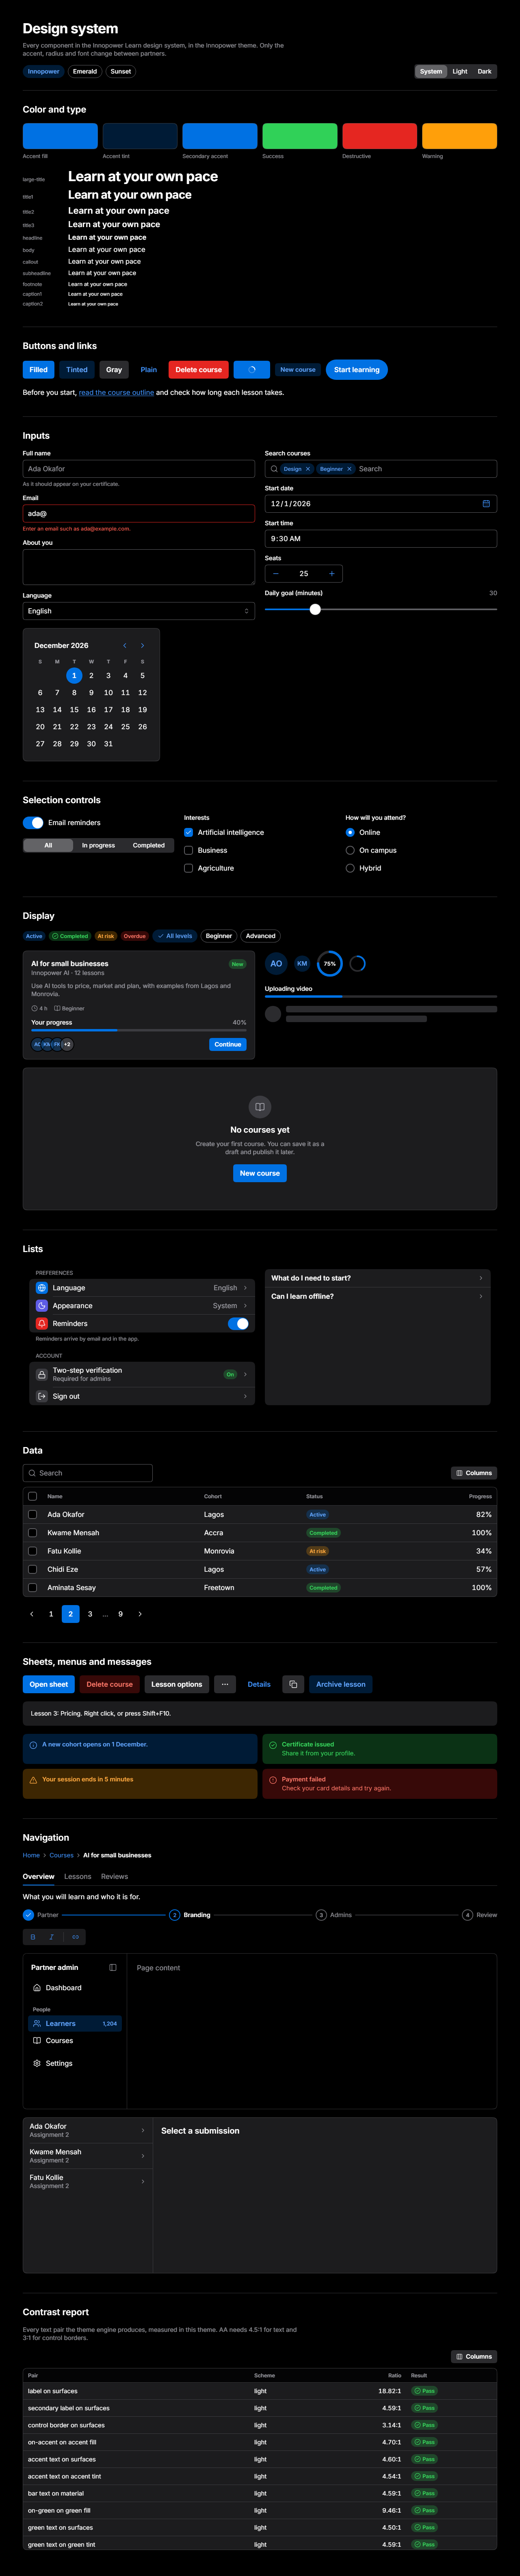 Design system
Every component in the Innopower Learn design system, in the Innopower theme. Only the
accent, radius and font change between partners.
Innopower Emerald Sunset
System Light Dark
Color and type
Accent fill Accent tint Secondary accent Success Destructive Warning
large-title Learn at your own pace
title1 Learn at your own pace
title2 Learn at your own pace
title3 Learn at your own pace
headline Learn at your own pace
body Learn at your own pace
callout Learn at your own pace
subheadline Learn at your own pace
footnote Learn at your own pace
caption1 Learn at your own pace
caption2 Learn at your own pace
Buttons and links
Filled Tinted Gray Plain Delete course New course Start learning
Before you start, read the course outline and check how long each lesson takes.
Inputs
Full name
Ada Okafor
As it should appear on your certificate.
Email
ada@
Enter an email such as ada@example.com.
About you
Language
English
Search courses
Design Beginner Search
Start date
12/1/2026
Start time
9:30 AM
Seats
25
Daily goal (minutes) 30
December 2026
S M T W T F S
1 2 3 4 5
6 7 8 9 10 11 12
13 14 15 16 17 18 19
20 21 22 23 24 25 26
27 28 29 30 31
Selection controls
Email reminders
All In progress Completed
Interests
Artificial intelligence
Business
Agriculture
How will you attend?
Online
On campus
Hybrid
Display
Active Completed At risk Overdue All levels Beginner Advanced
AI for small businesses New
Innopower AI · 12 lessons
Use AI tools to price, market and plan, with examples from Lagos and
Monrovia.
4 h Beginner
Your progress 40%
+2
Continue
AO KM 75%
Uploading video
No courses yet
Create your first course. You can save it as a
draft and publish it later.
New course
Lists
PREFERENCES
Language English
Appearance System
Reminders
Reminders arrive by email and in the app.
ACCOUNT
Two-step verification On
Required for admins
Sign out
What do I need to start?
Can I learn offline?
Data
Search Columns
Name Cohort Status Progress
Ada Okafor Lagos Active 82%
Kwame Mensah Accra Completed 100%
Fatu Kollie Monrovia At risk 34%
Chidi Eze Lagos Active 57%
Aminata Sesay Freetown Completed 100%
1 2 3 … 9
Sheets, menus and messages
Open sheet Delete course Lesson options Details Archive lesson
Lesson 3: Pricing. Right click, or press Shift+F10.
A new cohort opens on 1 December.
Certificate issued
Share it from your profile.
Your session ends in 5 minutes
Payment failed
Check your card details and try again.
Navigation
Home Courses AI for small businesses
Overview Lessons Reviews
What you will learn and who it is for.
Partner 2 Branding 3 Admins 4 Review
B I
Partner admin
Dashboard
People
Learners 1,204
Courses
Settings
Page content
Ada Okafor
Assignment 2
Kwame Mensah
Assignment 2
Fatu Kollie
Assignment 2
Select a submission
Contrast report
Every text pair the theme engine produces, measured in this theme. AA needs 4.5:1 for text and
3:1 for control borders.
Columns
Pair Scheme Ratio Result
label on surfaces light 18.82:1 Pass
secondary label on surfaces light 4.59:1 Pass
control border on surfaces light 3.14:1 Pass
on-accent on accent fill light 4.70:1 Pass
accent text on surfaces light 4.60:1 Pass
accent text on accent tint light 4.54:1 Pass
bar text on material light 4.59:1 Pass
on-green on green fill light 9.46:1 Pass
green text on surfaces light 4.50:1 Pass
green text on green tint light 4.59:1 Pass